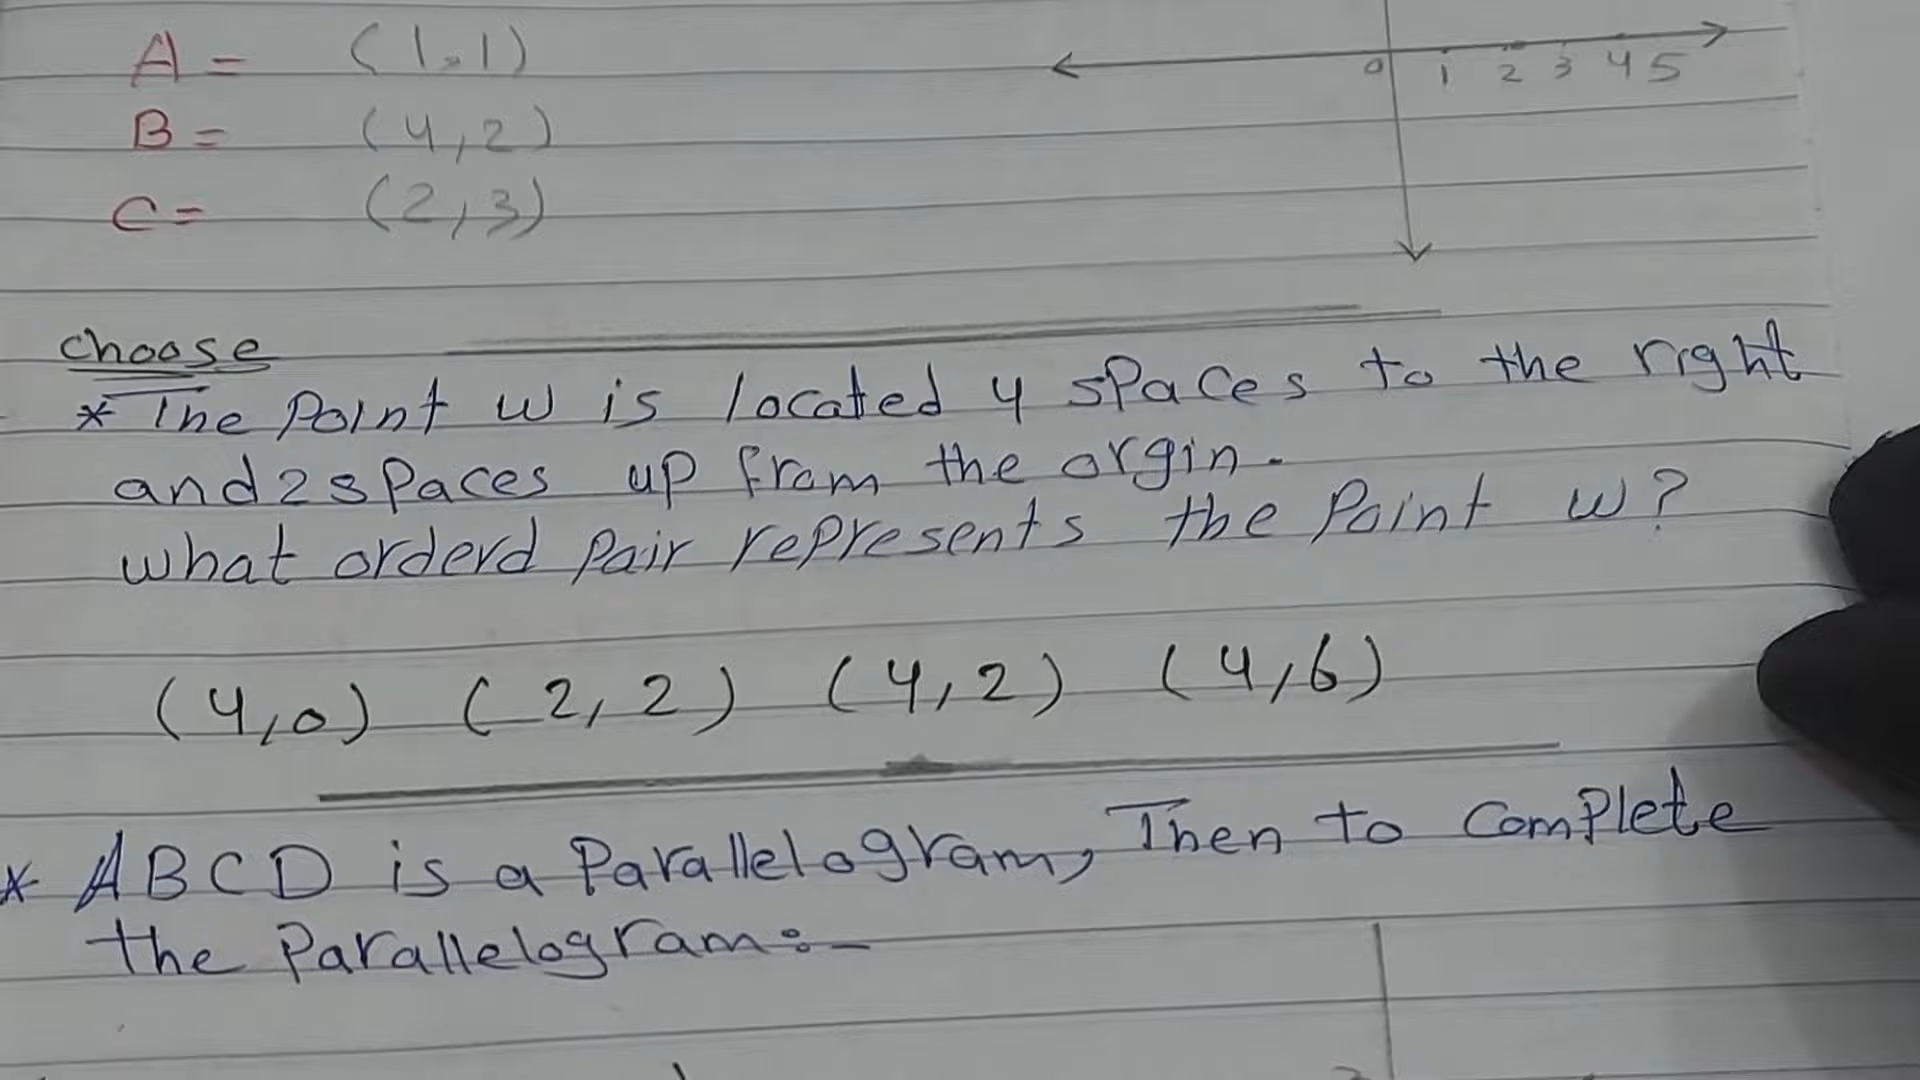 A = (1,1)
B = (4,2)
C = (2,3)
0 1 2 3 4 5
choose
* The Point w is located 4 spaces to the right
and 2 spaces up from the orgin.
what orderd pair represents the Point w?
(4,0) (2,2) (4,2) (4,6)
* ABCD is a Parallelogram, Then to complete
the Parallelogram:-